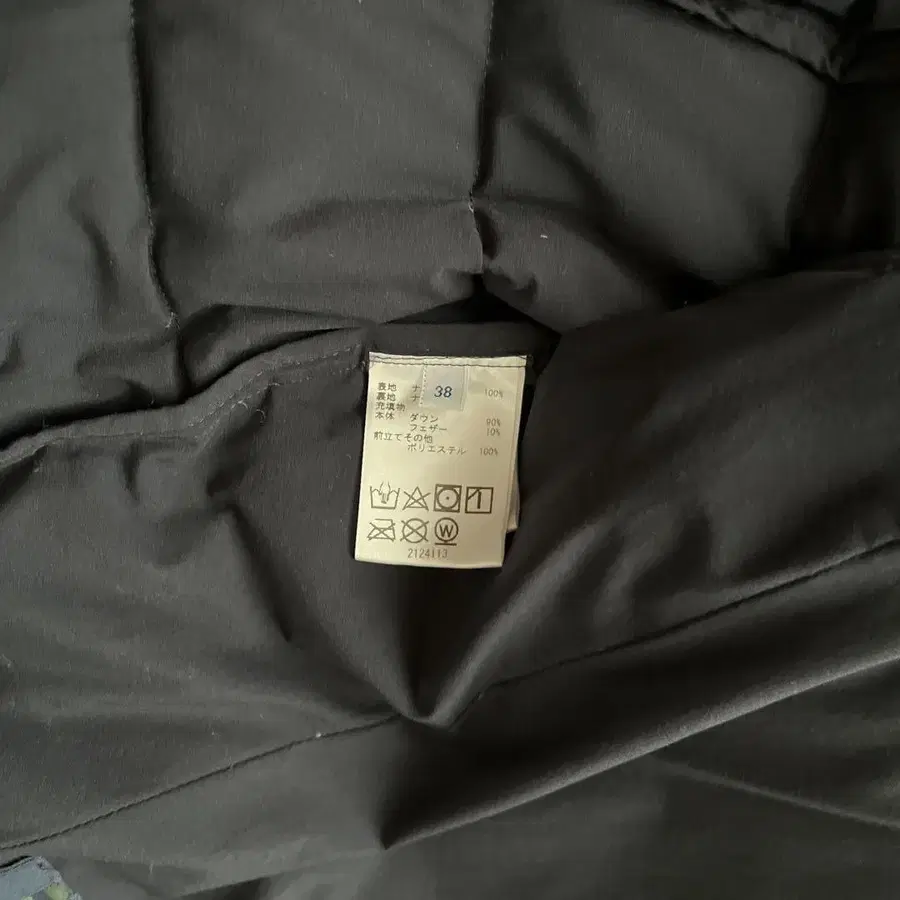 表地 ナ 38 100%
裏地 ナ
充填物
本体 ダウン 90%
フェザー 10%
前立てその他
ポリエステル 100%
W
2124113